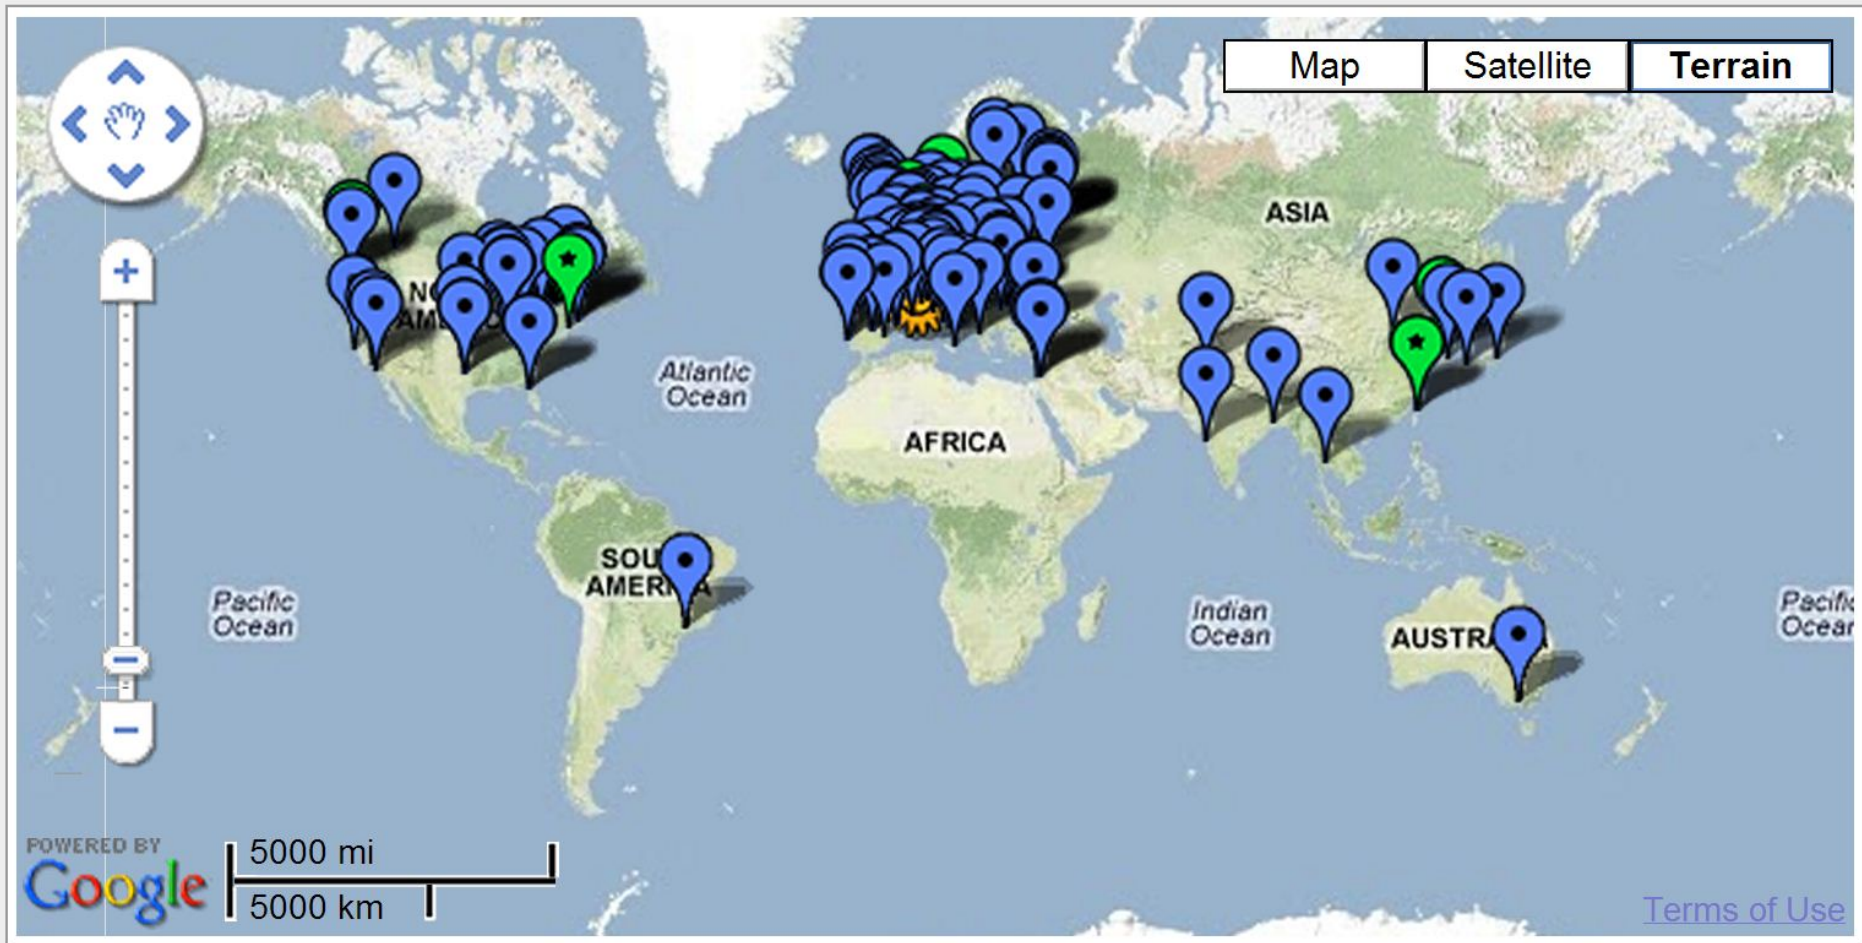 Map
Satellite
Terrain
ASIA
Atlantic
Ocean
AFRICA
AUSTR
Pacific
Ocean
Indian
Ocean
POWERED BY
Google
5000 mi
5000 km
Terms of Use